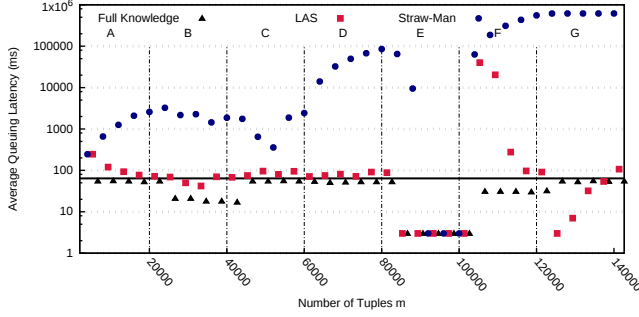 1x10⁶
Full Knowledge LAS Straw-Man
A B C D E F G
100000
10000
1000
100
10
1
Average Queuing Latency (ms)
20000 40000 60000 80000 100000 120000 140000
Number of Tuples m